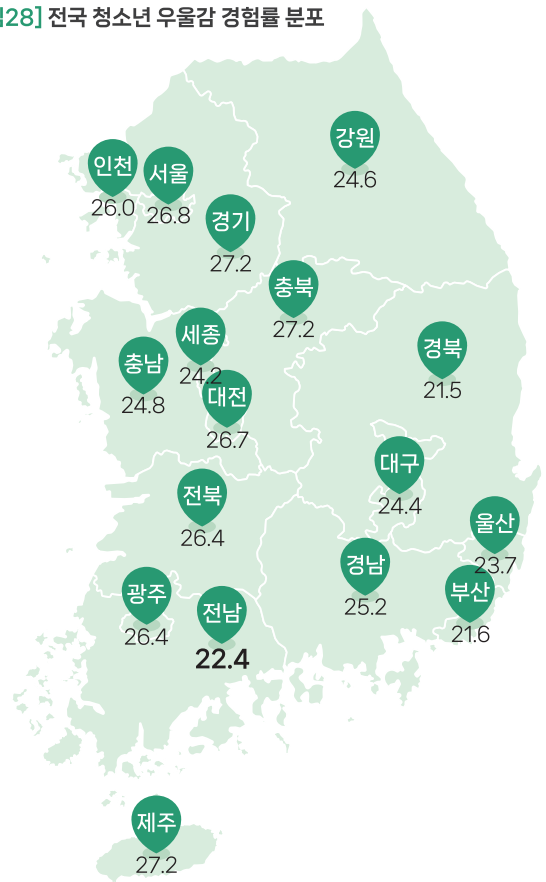 28] 전국 청소년 우울감 경험률 분포
강원
24.6
인천
26.0
서울
26.8
경기
27.2
충북
27.2
세종
24.2
경북
21.5
충남
24.8
대전
26.7
대구
24.4
전북
26.4
울산
23.7
경남
25.2
부산
21.6
광주
26.4
전남
22.4
제주
27.2